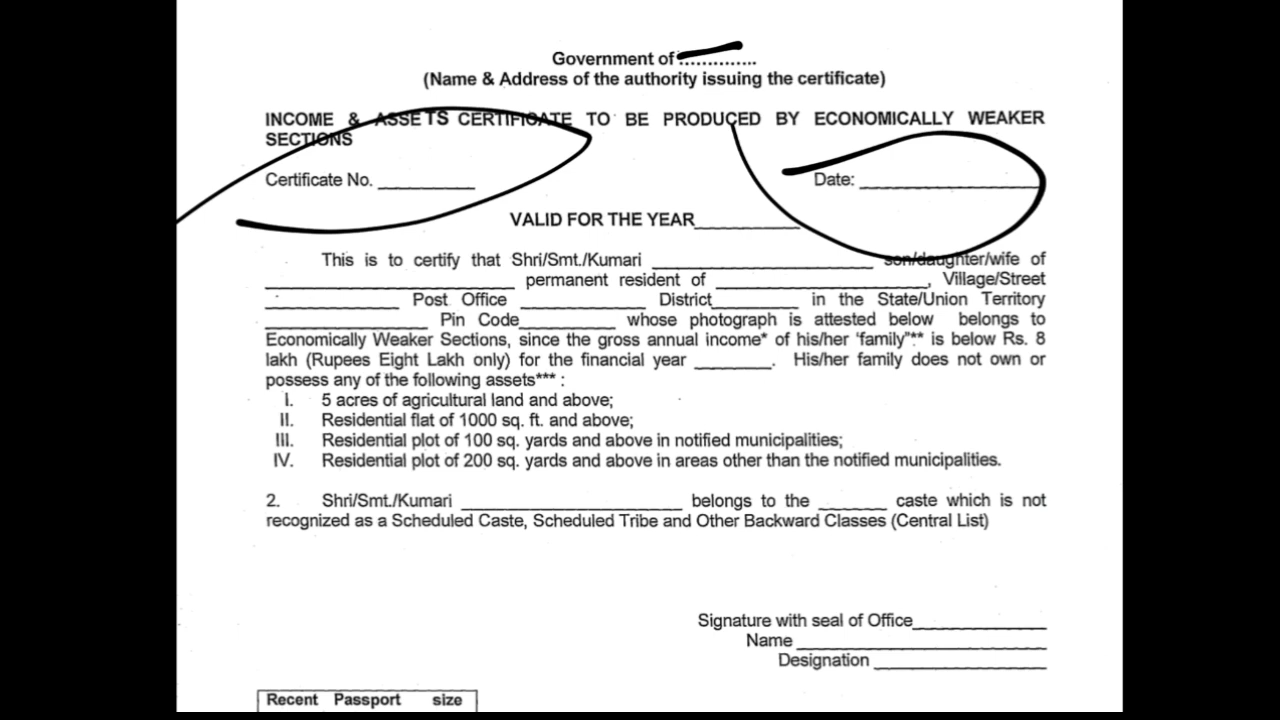 Government of ..............
(Name & Address of the authority issuing the certificate)
INCOME & ASSETS CERTIFICATE TO BE PRODUCED BY ECONOMICALLY WEAKER
SECTIONS
Certificate No. __________ Date: __________________
VALID FOR THE YEAR___________
This is to certify that Shri/Smt./Kumari _______________________ son/daughter/wife of
__________________________ permanent resident of ______________________, Village/Street
______________ Post Office _____________ District_________ in the State/Union Territory
_________________ Pin Code__________ whose photograph is attested below belongs to
Economically Weaker Sections, since the gross annual income* of his/her 'family"** is below Rs. 8
lakh (Rupees Eight Lakh only) for the financial year ________. His/her family does not own or
possess any of the following assets*** :
I. 5 acres of agricultural land and above;
II. Residential flat of 1000 sq. ft. and above;
III. Residential plot of 100 sq. yards and above in notified municipalities;
IV. Residential plot of 200 sq. yards and above in areas other than the notified municipalities.
2. Shri/Smt./Kumari _______________________ belongs to the _______ caste which is not
recognized as a Scheduled Caste, Scheduled Tribe and Other Backward Classes (Central List)
Signature with seal of Office______________
Name __________________________
Designation __________________
Recent Passport size